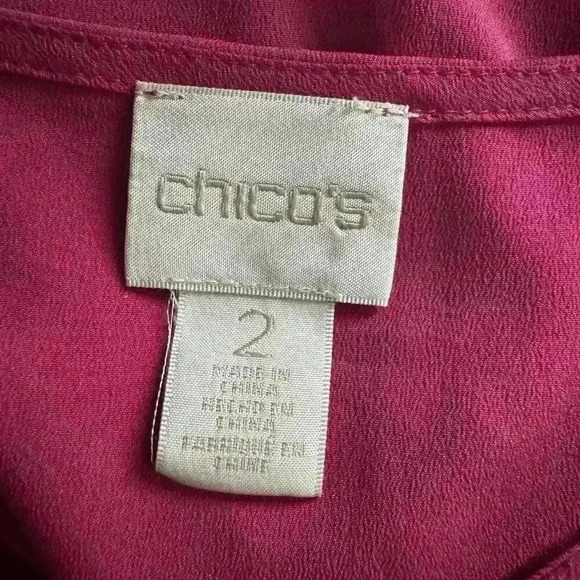 chico's
2
MADE IN
CHINA
HECHO EN
CHINA
FABRIQUÉ EN
CHINE